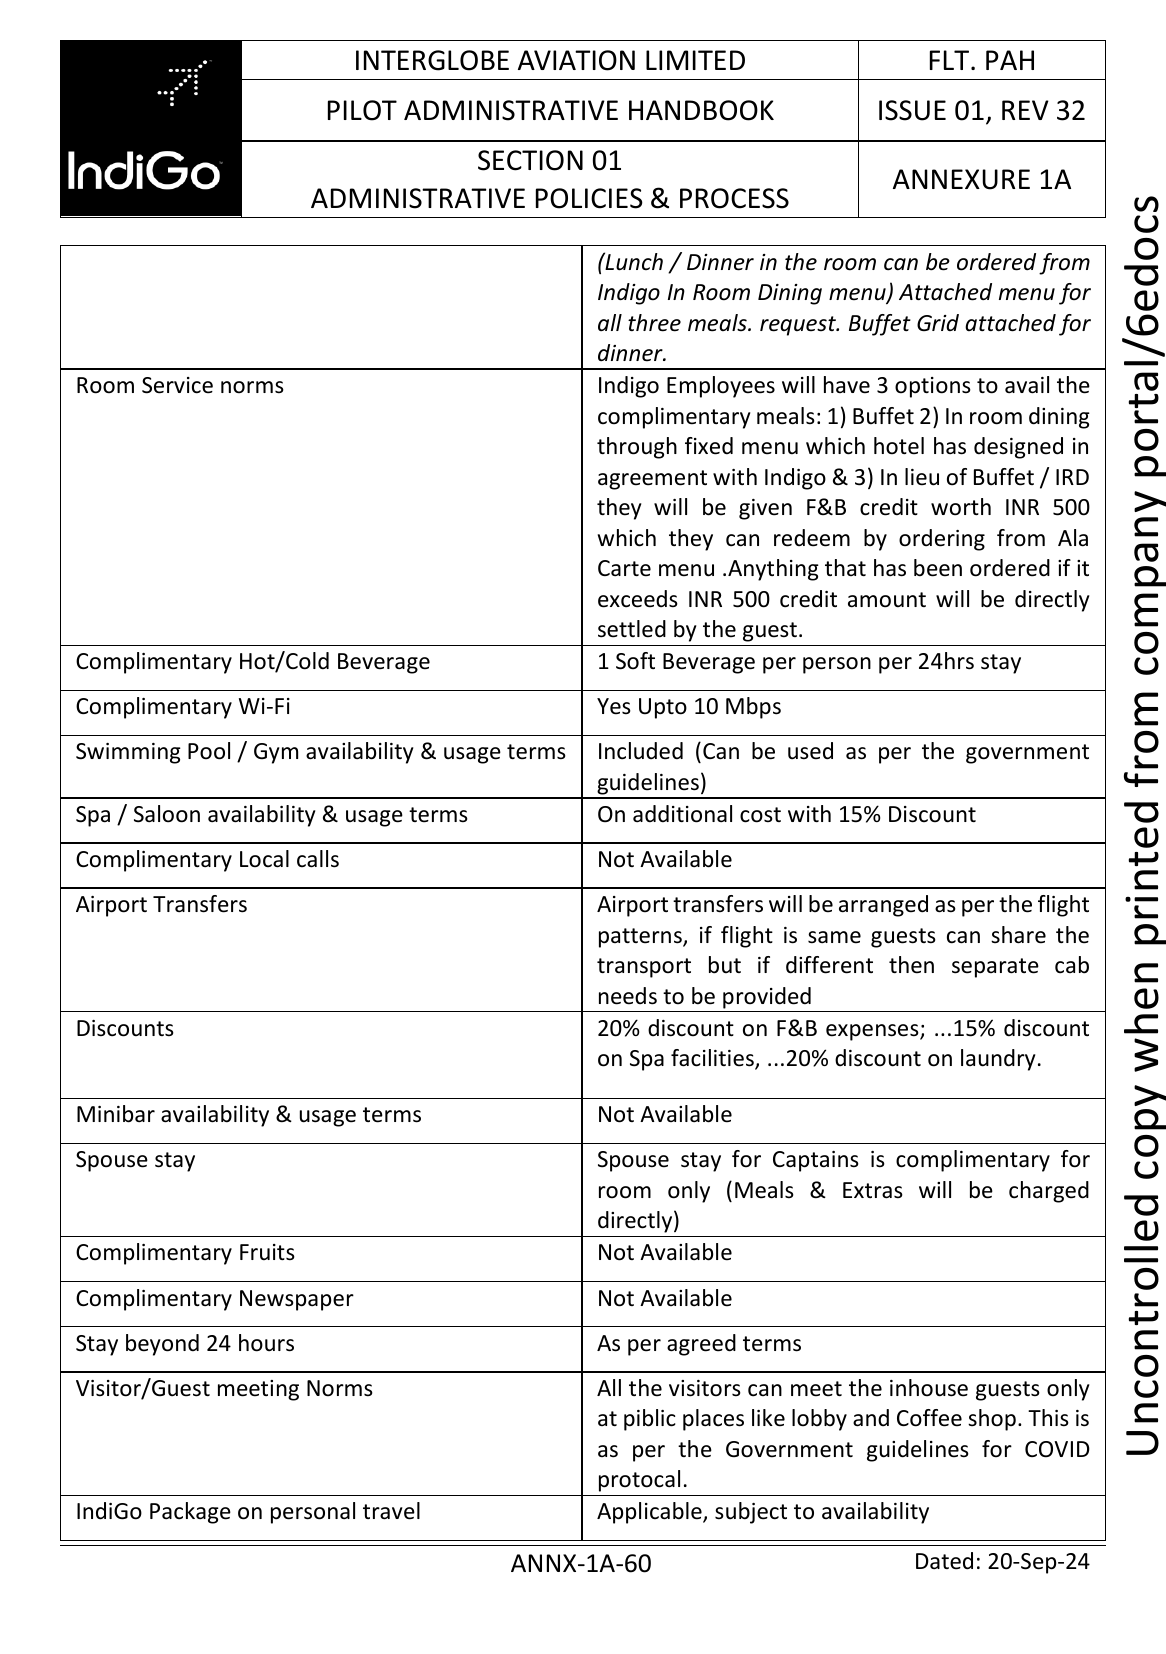 IndiGo
INTERGLOBE AVIATION LIMITED
FLT. PAH
PILOT ADMINISTRATIVE HANDBOOK
ISSUE 01, REV 32
SECTION 01
ADMINISTRATIVE POLICIES & PROCESS
ANNEXURE 1A
(Lunch / Dinner in the room can be ordered from
Indigo In Room Dining menu) Attached menu for
all three meals. request. Buffet Grid attached for
dinner.
Room Service norms
Indigo Employees will have 3 options to avail the
complimentary meals: 1) Buffet 2) In room dining
through fixed menu which hotel has designed in
agreement with Indigo & 3) In lieu of Buffet / IRD
they will be given F&B credit worth INR 500
which they can redeem by ordering from Ala
Carte menu .Anything that has been ordered if it
exceeds INR 500 credit amount will be directly
settled by the guest.
Complimentary Hot/Cold Beverage
1 Soft Beverage per person per 24hrs stay
Complimentary Wi-Fi
Yes Upto 10 Mbps
Swimming Pool / Gym availability & usage terms
Included (Can be used as per the government
guidelines)
Spa / Saloon availability & usage terms
On additional cost with 15% Discount
Complimentary Local calls
Not Available
Airport Transfers
Airport transfers will be arranged as per the flight
patterns, if flight is same guests can share the
transport but if different then separate cab
needs to be provided
Discounts
20% discount on F&B expenses; ...15% discount
on Spa facilities, ...20% discount on laundry.
Minibar availability & usage terms
Not Available
Spouse stay
Spouse stay for Captains is complimentary for
room only (Meals & Extras will be charged
directly)
Complimentary Fruits
Not Available
Complimentary Newspaper
Not Available
Stay beyond 24 hours
As per agreed terms
Visitor/Guest meeting Norms
All the visitors can meet the inhouse guests only
at piblic places like lobby and Coffee shop. This is
as per the Government guidelines for COVID
protocal.
IndiGo Package on personal travel
Applicable, subject to availability
ANNX-1A-60
Dated: 20-Sep-24
Uncontrolled copy when printed from company portal/6edocs